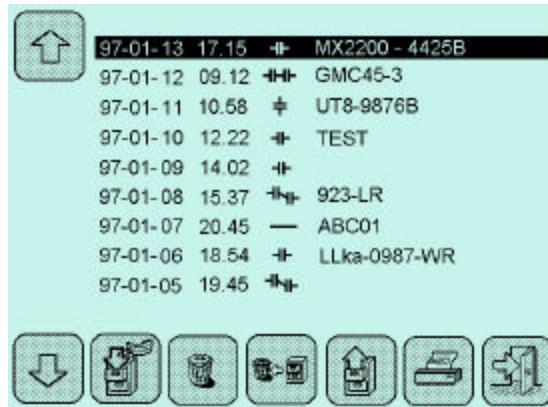 97-01-13 17.15 MX2200 - 4425B
97-01-12 09.12 GMC45-3
97-01-11 10.58 UT8-9876B
97-01-10 12.22 TEST
97-01-09 14.02
97-01-08 15.37 923-LR
97-01-07 20.45 ABC01
97-01-06 18.54 LLka-0987-WR
97-01-05 19.45